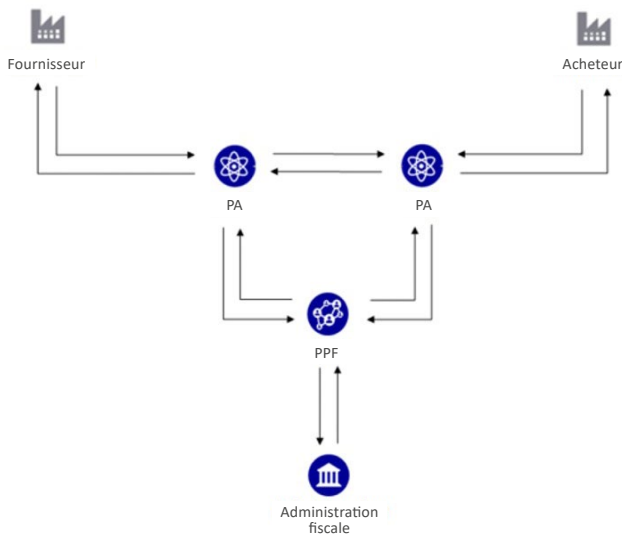 Fournisseur
Acheteur
PA
PA
PPF
Administration
fiscale